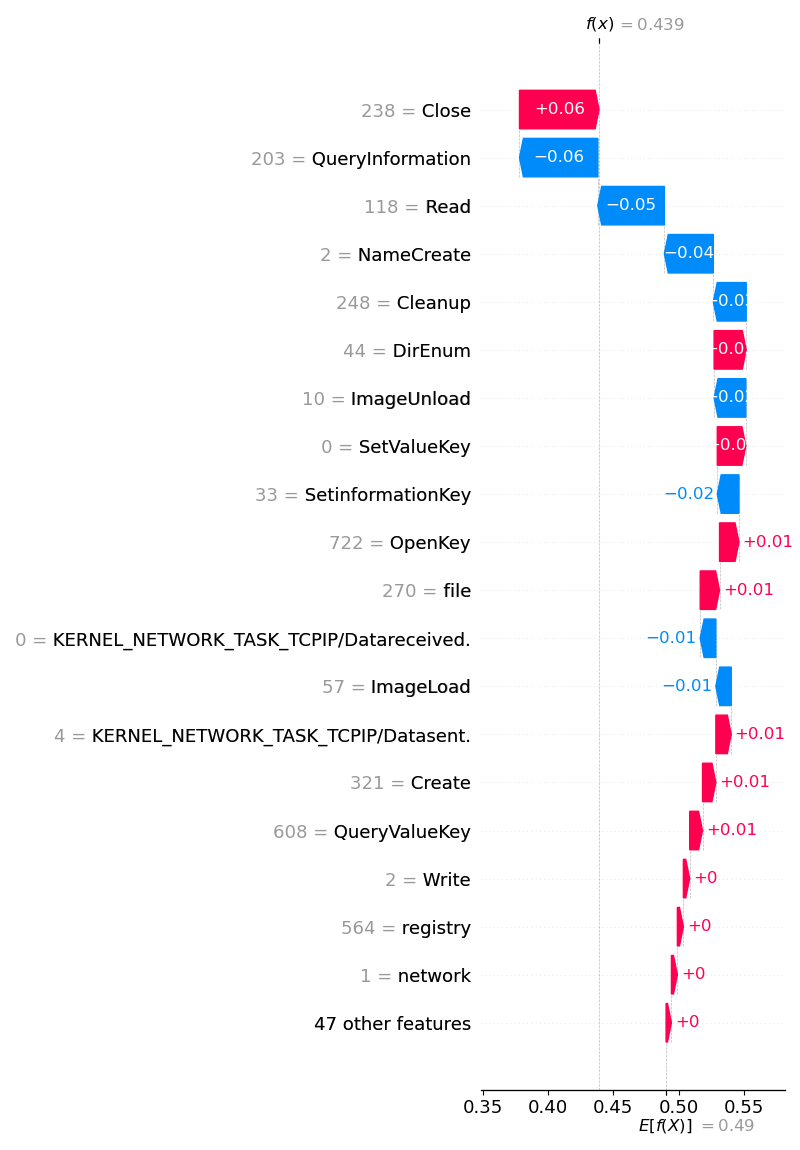 f(x) = 0.439
238 = Close
+0.06
203 = QueryInformation
−0.06
118 = Read
−0.05
2 = NameCreate
−0.04
248 = Cleanup
44 = DirEnum
10 = ImageUnload
0 = SetValueKey
33 = SetinformationKey
−0.02
722 = OpenKey
+0.01
270 = file
+0.01
0 = KERNEL_NETWORK_TASK_TCPIP/Datareceived.
−0.01
57 = ImageLoad
−0.01
4 = KERNEL_NETWORK_TASK_TCPIP/Datasent.
+0.01
321 = Create
+0.01
608 = QueryValueKey
+0.01
2 = Write
+0
564 = registry
+0
1 = network
+0
47 other features
+0
0.35 0.40 0.45 0.50 0.55
E[f(X)] = 0.49